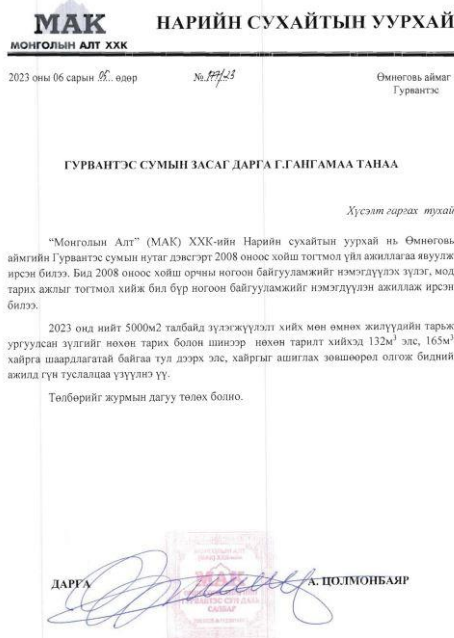 МАК
МОНГОЛЫН АЛТ ХХК
НАРИЙН СУХАЙТЫН УУРХАЙ
2023 оны 06 сарын 05... өдөр
№ 177/23
Өмнөговь аймаг
Гурвантэс
ГУРВАНТЭС СУМЫН ЗАСАГ ДАРГА Г.ГАНГАМАА ТАНАА
Хүсэлт гаргах тухай
“Монголын Алт” (МАК) ХХК-ийн Нарийн сухайтын уурхай нь Өмнөговь
аймгийн Гурвантэс сумын нутаг дэвсгэрт 2008 оноос хойш тогтмол үйл ажиллагаа явуулж
ирсэн билээ. Бид 2008 оноос хойш орчны ногоон байгууламжийг нэмэгдүүлэх зүлэг, мод
тарих ажлыг тогтмол хийж бил бүр ногоон байгууламжийг нэмэгдүүлэн ажиллаж ирсэн
билээ.
2023 онд нийт 5000м2 талбайд зүлэгжүүлэлт хийх мөн өмнөх жилүүдийн тарьж
ургуулсан зүлгийг нөхөн тарих болон шинээр нөхөн тарилт хийхэд 132м³ элс, 165м³
хайрга шаардлагатай байгаа тул дээрх элс, хайргыг ашиглах зөвшөөрөл олгож бидний
ажилд гүн туслалцаа үзүүлнэ үү.
Төлбөрийг журмын дагуу төлөх болно.
ДАРГА
А. ЦОЛМОНБАЯР
МАК
САЛБАР